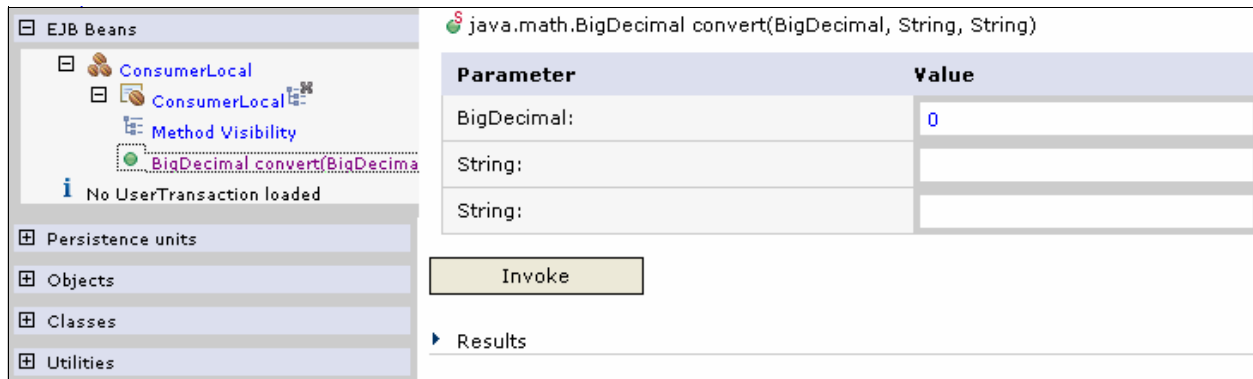 EJB Beans
ConsumerLocal
ConsumerLocal
Method Visibility
BigDecimal convert(BigDecima
No UserTransaction loaded
Persistence units
Objects
Classes
Utilities
java.math.BigDecimal convert(BigDecimal, String, String)
Parameter Value
BigDecimal: 0
String:
String:
Invoke
Results